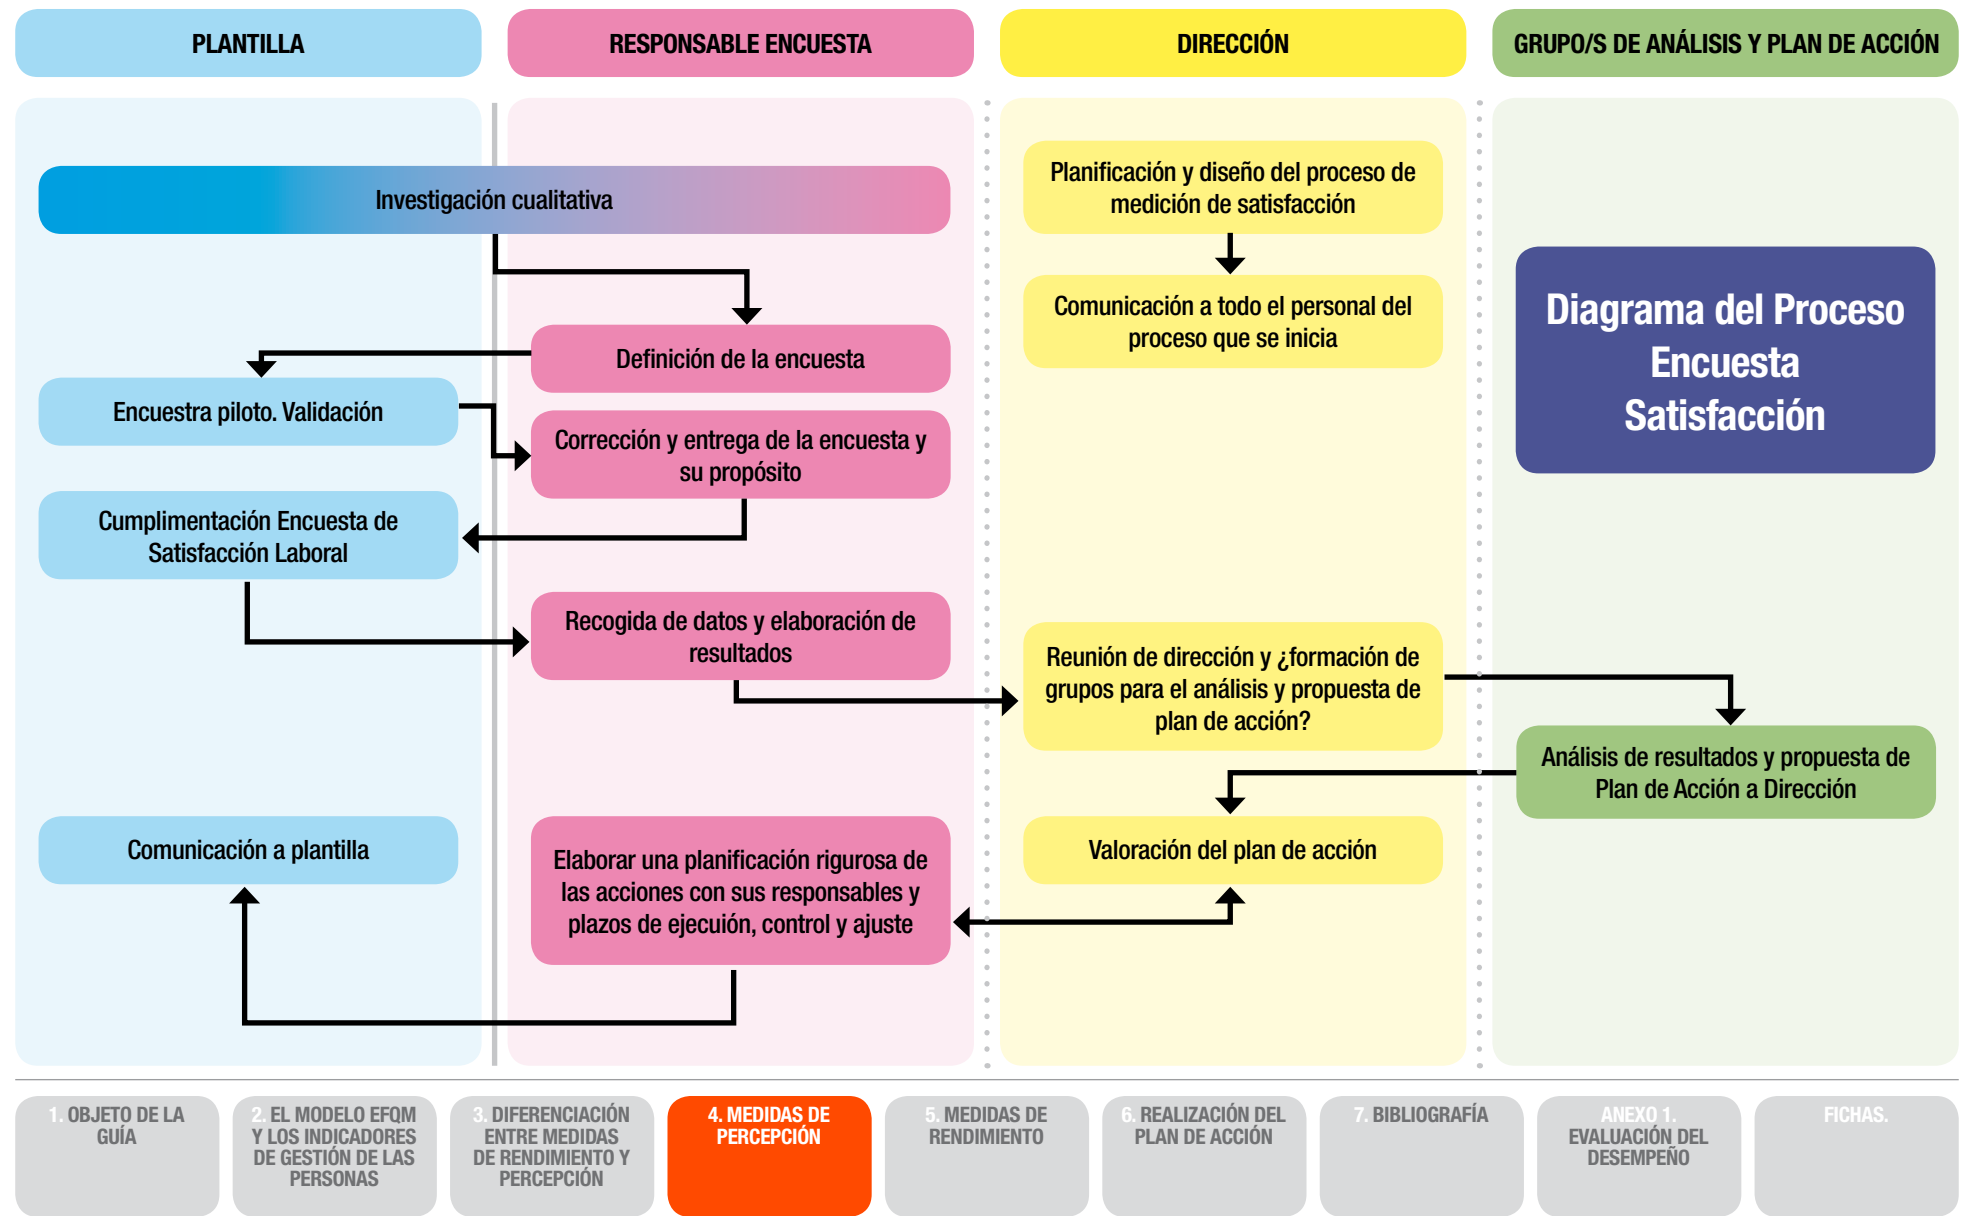 PLANTILLA
RESPONSABLE ENCUESTA
DIRECCIÓN
GRUPO/S DE ANÁLISIS Y PLAN DE ACCIÓN
Investigación cualitativa
Planificación y diseño del proceso de
medición de satisfacción
Comunicación a todo el personal del
proceso que se inicia
Diagrama del Proceso
Encuesta
Satisfacción
Definición de la encuesta
Encuestra piloto. Validación
Corrección y entrega de la encuesta y
su propósito
Cumplimentación Encuesta de
Satisfacción Laboral
Recogida de datos y elaboración de
resultados
Reunión de dirección y ¿formación de
grupos para el análisis y propuesta de
plan de acción?
Análisis de resultados y propuesta de
Plan de Acción a Dirección
Comunicación a plantilla
Elaborar una planificación rigurosa de
las acciones con sus responsables y
plazos de ejecuión, control y ajuste
Valoración del plan de acción
1. OBJETO DE LA
GUÍA
2. EL MODELO EFQM
Y LOS INDICADORES
DE GESTIÓN DE LAS
PERSONAS
3. DIFERENCIACIÓN
ENTRE MEDIDAS
DE RENDIMIENTO Y
PERCEPCIÓN
4. MEDIDAS DE
PERCEPCIÓN
5. MEDIDAS DE
RENDIMIENTO
6. REALIZACIÓN DEL
PLAN DE ACCIÓN
7. BIBLIOGRAFÍA
ANEXO 1.
EVALUACIÓN DEL
DESEMPEÑO
FICHAS.